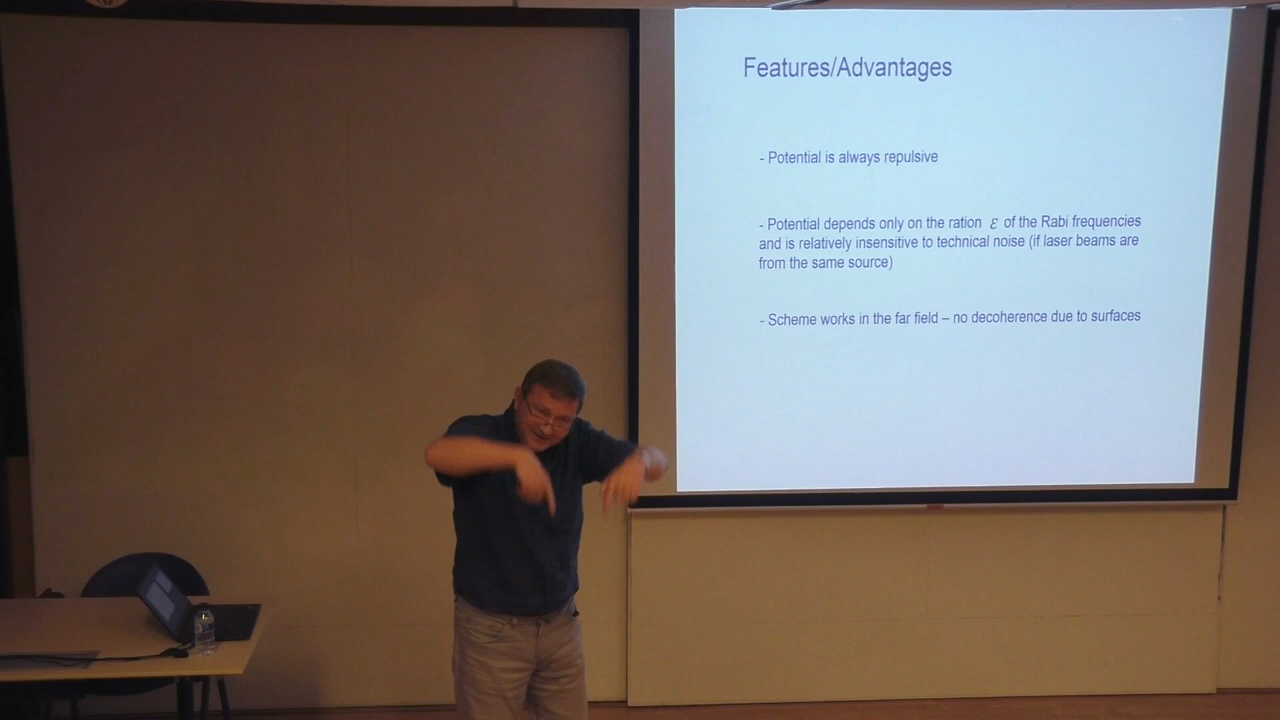 Features/Advantages
- Potential is always repulsive
- Potential depends only on the ration ε of the Rabi frequencies
and is relatively insensitive to technical noise (if laser beams are
from the same source)
- Scheme works in the far field – no decoherence due to surfaces